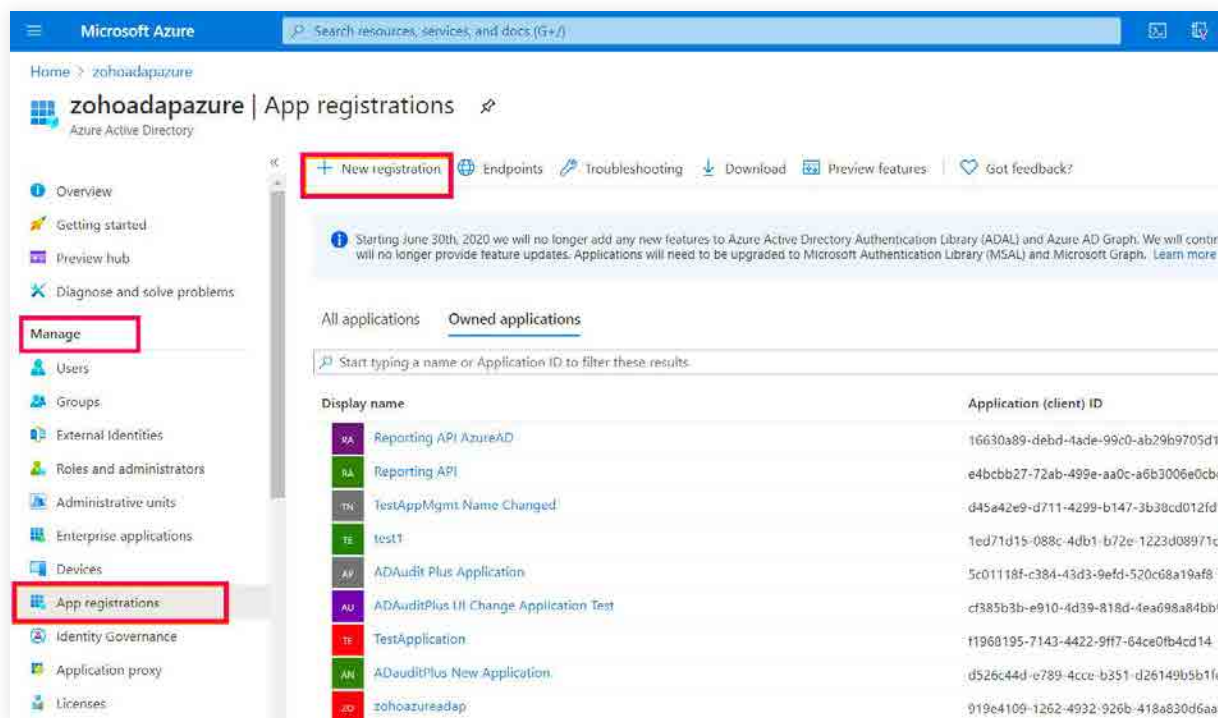 Microsoft Azure
Search resources, services, and docs (G+/)
Home > zohoadapazure
zohoadapazure | App registrations
Azure Active Directory
New registration
Endpoints
Troubleshooting
Download
Preview features
Got feedback?
Overview
Getting started
Preview hub
Diagnose and solve problems
Manage
Users
Groups
External Identities
Roles and administrators
Administrative units
Enterprise applications
Devices
App registrations
Identity Governance
Application proxy
Licenses
Starting June 30th, 2020 we will no longer add any new features to Azure Active Directory Authentication Library (ADAL) and Azure AD Graph. We will contin
will no longer provide feature updates. Applications will need to be upgraded to Microsoft Authentication Library (MSAL) and Microsoft Graph. Learn more
All applications
Owned applications
Start typing a name or Application ID to filter these results
Display name
Application (client) ID
RA Reporting API AzureAD 16630a89-debd-4ade-99c0-ab29b9705d1
RA Reporting API e4bcbb27-72ab-499e-aa0c-a6b3006e0cb
TN TestAppMgmt Name Changed d45a42e9-d711-4299-b147-3b38cd012fd
TE test1 1ed71d15-088c-4db1-b72e-1223d08971c
AP ADAudit Plus Application 5c01118f-c384-43d3-9efd-520c68a19af8
AU ADAuditPlus UI Change Application Test cf385b3b-e910-4d39-818d-4ea698a84bb
TE TestApplication f1968195-7143-4422-9ff7-64ce0fb4cd14
AN ADauditPlus New Application. d526c44d-e789-4cce-b351-d26149b5b1f
ZO zohoazureadap 919e4109-1262-4932-926b-418a830d6aa